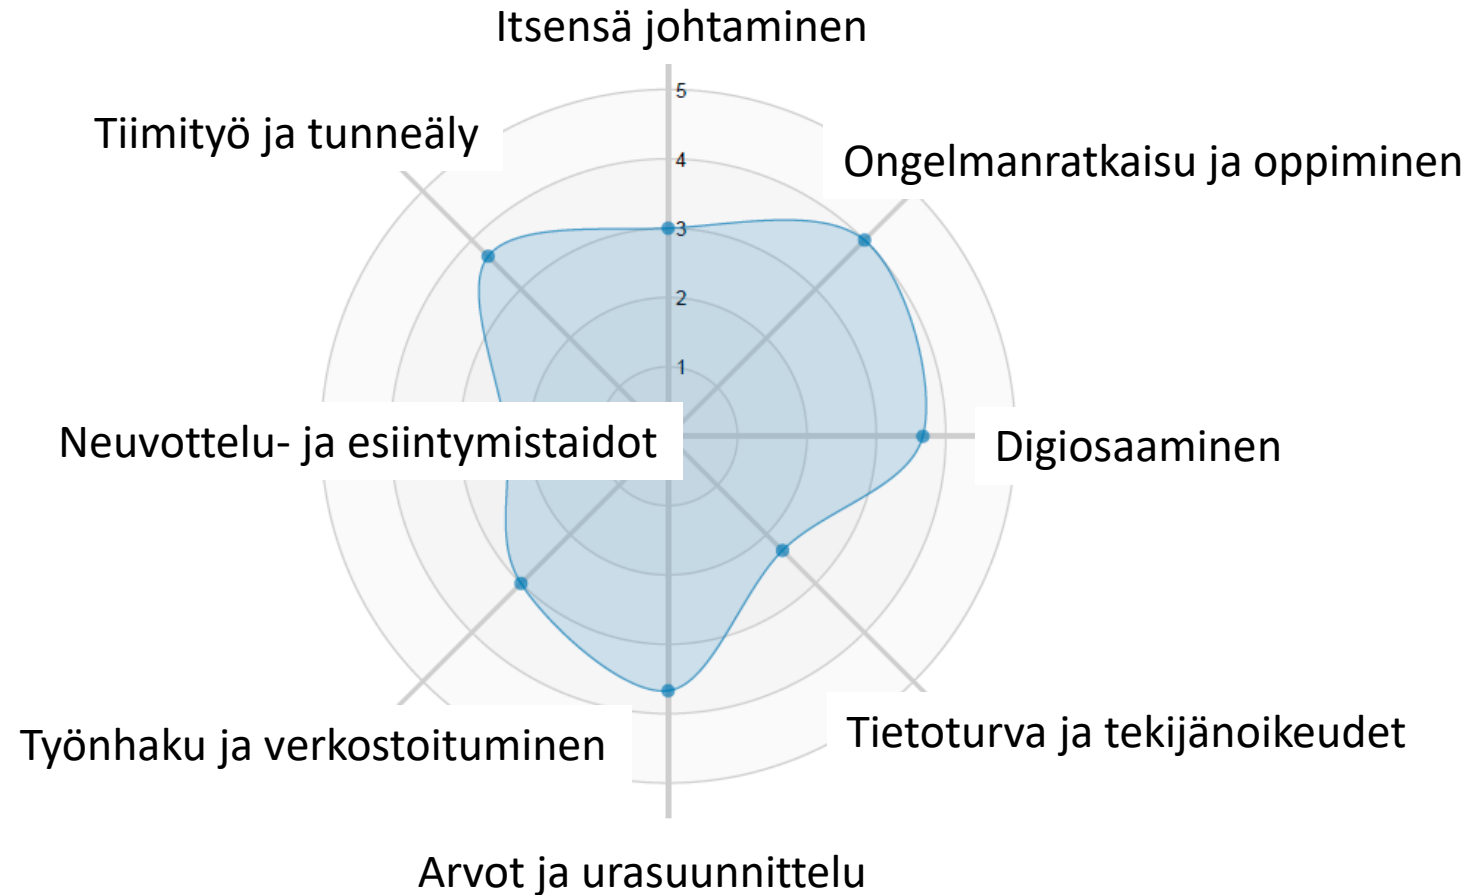 Itsensä johtaminen
5
Tiimityö ja tunneäly
4
Ongelmanratkaisu ja oppiminen
3
2
1
Neuvottelu- ja esiintymistaidot
Digiosaaminen
Työnhaku ja verkostoituminen
Tietoturva ja tekijänoikeudet
Arvot ja urasuunnittelu